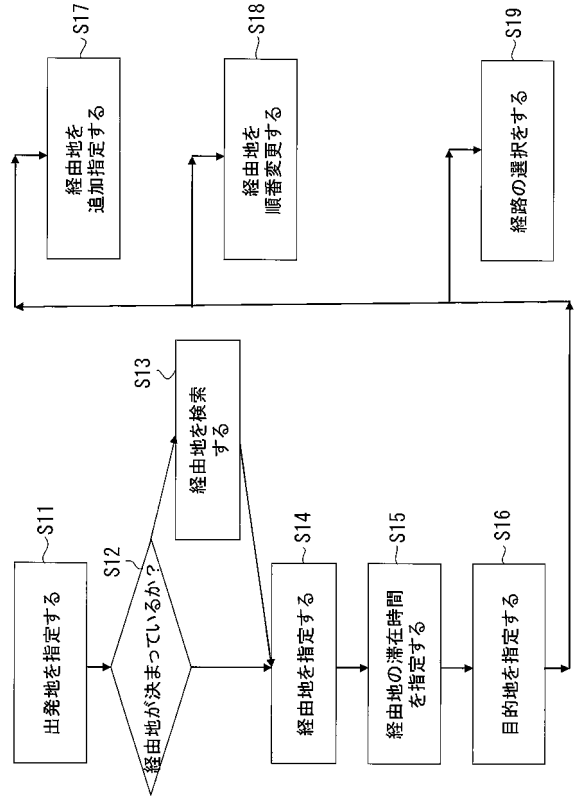 S11
出発地を指定する
S12
経由地が決まっているか？
S13
経由地を検索
する
S14
経由地を指定する
S15
経由地の滞在時間
を指定する
S16
目的地を指定する
S17
経由地を
追加指定する
S18
経由地を
順番変更する
S19
経路の選択をする